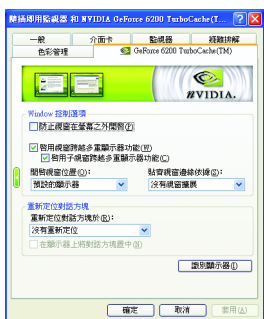 隨插即用監視器 和 NVIDIA GeForce 6200 TurboCache(T...
一般
介面卡
監視器
疑難排解
色彩管理
GeForce 6200 TurboCache(TM)
NVIDIA.
Window 控制選項
防止視窗在螢幕之外開啓(P)
啓用視窗跨越多重顯示器功能(W)
啓用子視窗跨越多重顯示器功能(C)
開啓視窗位置(O):
貼齊視窗邊緣依據(G):
預設的顯示器
沒有視窗擴展
重新定位對話方塊
重新定位對話方塊於(R):
沒有重新定位
在顯示器上將對話方塊置中(N)
識別顯示器(I)
確定
取消
套用(A)